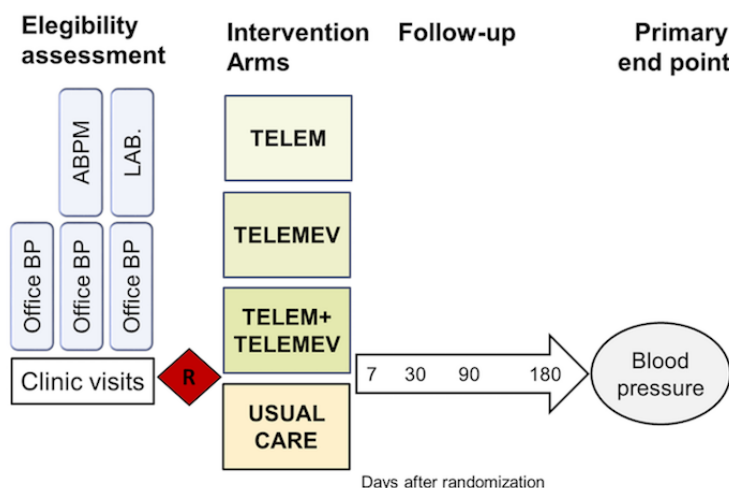 Elegibility
assessment
Intervention
Arms
Follow-up
Primary
end point
ABPM
LAB.
Office BP
Office BP
Office BP
Clinic visits
R
TELEM
TELEMEV
TELEM+
TELEMEV
USUAL
CARE
7 30 90 180
Blood
pressure
Days after randomization